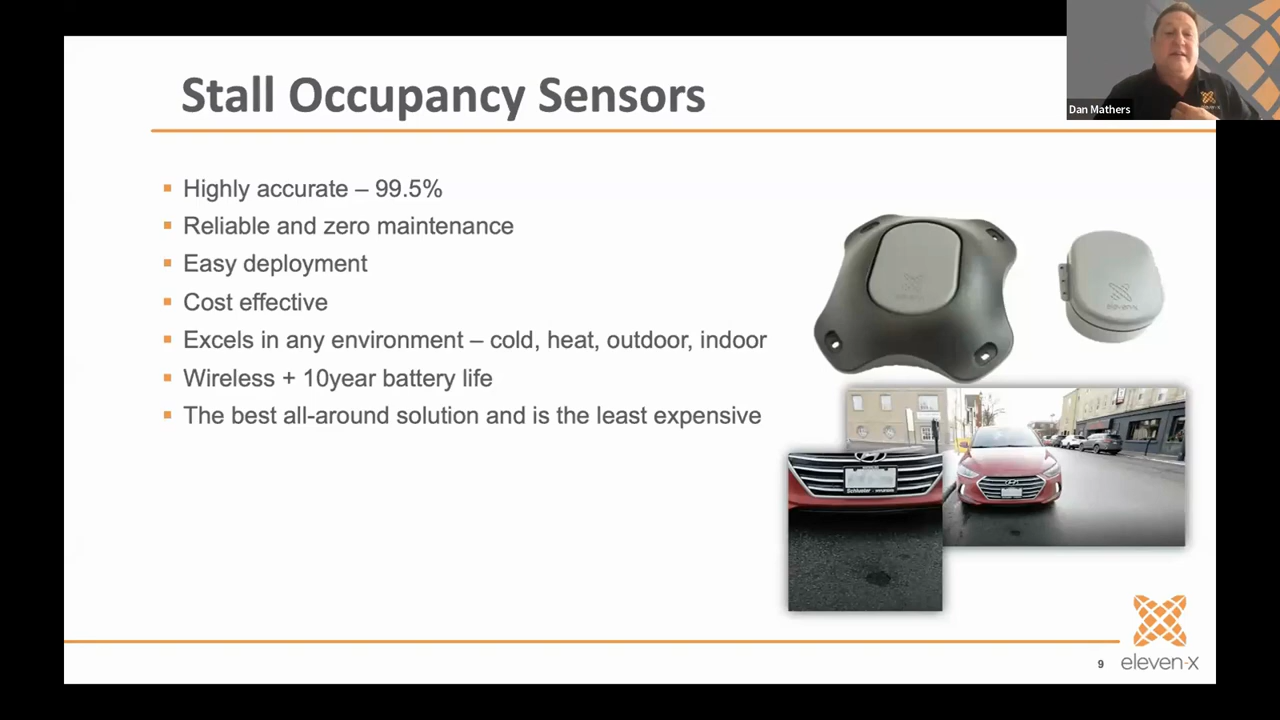 Stall Occupancy Sensors
Dan Mathers
Highly accurate – 99.5%
Reliable and zero maintenance
Easy deployment
Cost effective
Excels in any environment – cold, heat, outdoor, indoor
Wireless + 10year battery life
The best all-around solution and is the least expensive
eleven-x
eleven-x
9
eleven-x